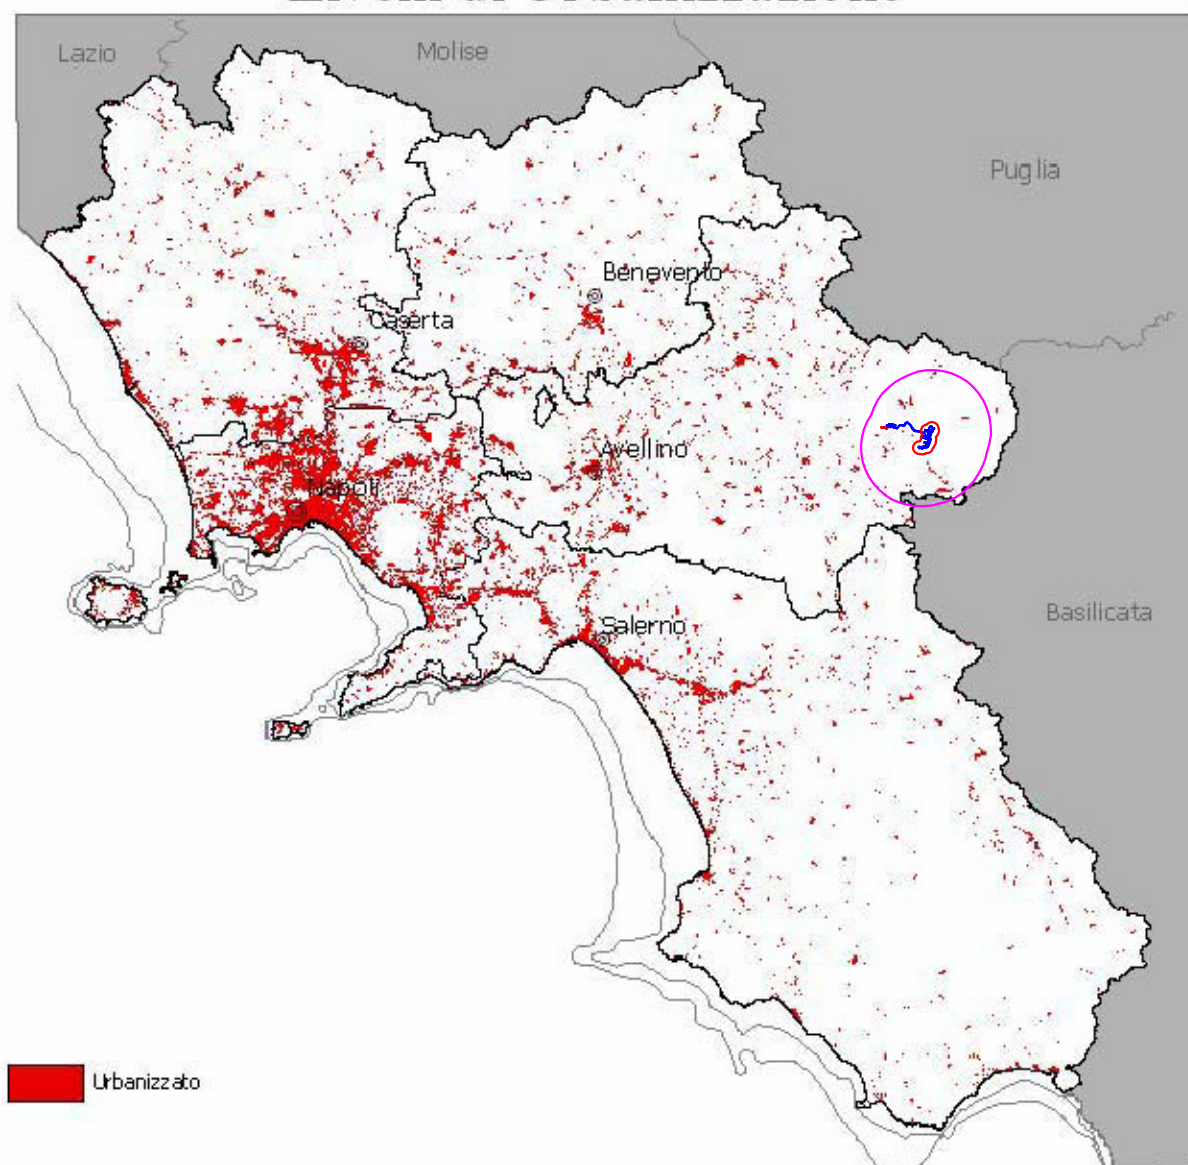 Lazio
Molise
Puglia
Benevento
Caserta
Avellino
Napoli
Basilicata
Salerno
Urbanizzato